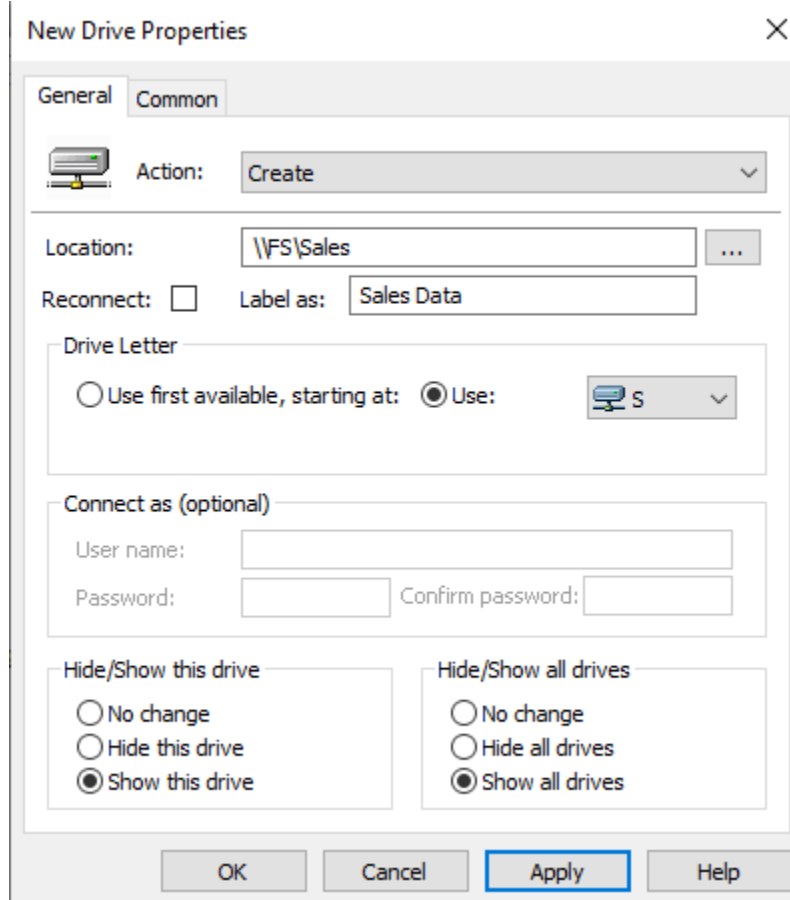 New Drive Properties
General Common
Action: Create
Location: \\FS\Sales ...
Reconnect: Label as: Sales Data
Drive Letter
Use first available, starting at: Use: S
Connect as (optional)
User name:
Password: Confirm password:
Hide/Show this drive Hide/Show all drives
No change No change
Hide this drive Hide all drives
Show this drive Show all drives
OK Cancel Apply Help